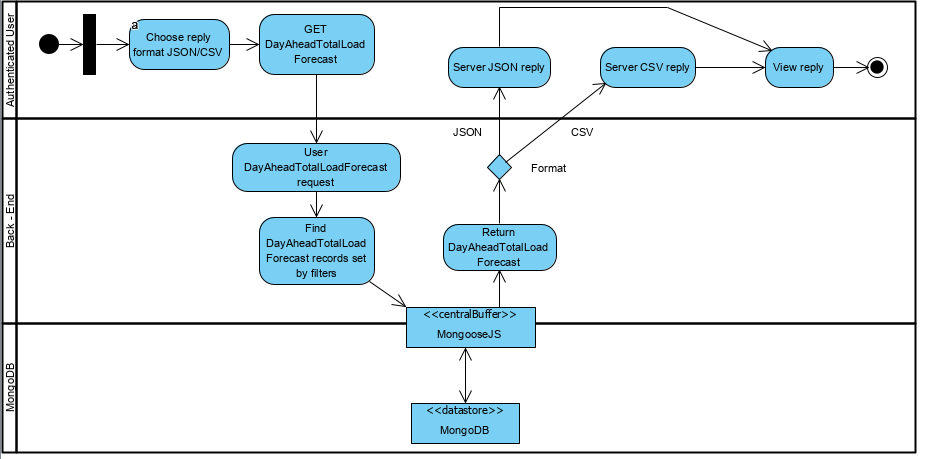 Authenticated User
a
Choose reply
format JSON/CSV
GET
DayAheadTotalLoad
Forecast
Server JSON reply
Server CSV reply
View reply
Back - End
JSON
CSV
User
DayAheadTotalLoadForecast
request
Format
Find
DayAheadTotalLoad
Forecast records set
by filters
Return
DayAheadTotalLoad
Forecast
<<centralBuffer>>
MongooseJS
MongoDB
<<datastore>>
MongoDB